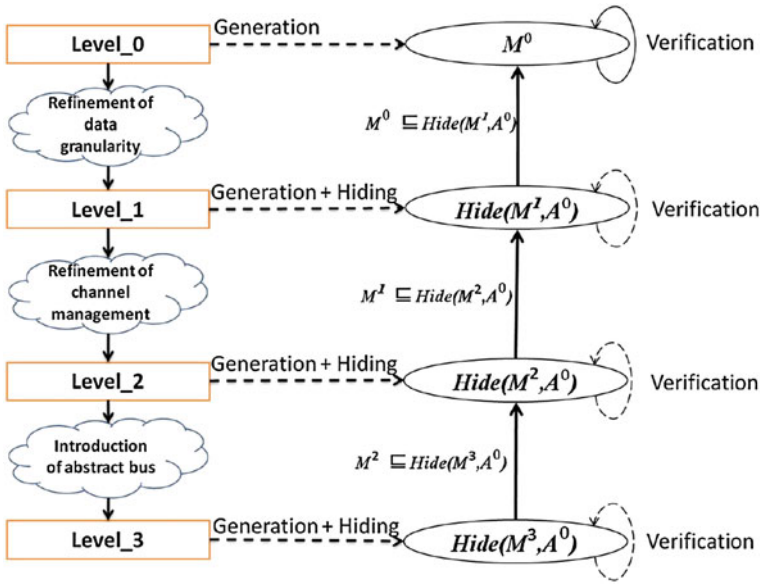 Level_0
Generation
M⁰
Verification
Refinement of
data
granularity
M⁰ ⊑ Hide(M¹,A⁰)
Level_1
Generation + Hiding
Hide(M¹,A⁰)
Verification
Refinement of
channel
management
M¹ ⊑ Hide(M²,A⁰)
Level_2
Generation + Hiding
Hide(M²,A⁰)
Verification
Introduction
of abstract bus
M² ⊑ Hide(M³,A⁰)
Level_3
Generation + Hiding
Hide(M³,A⁰)
Verification